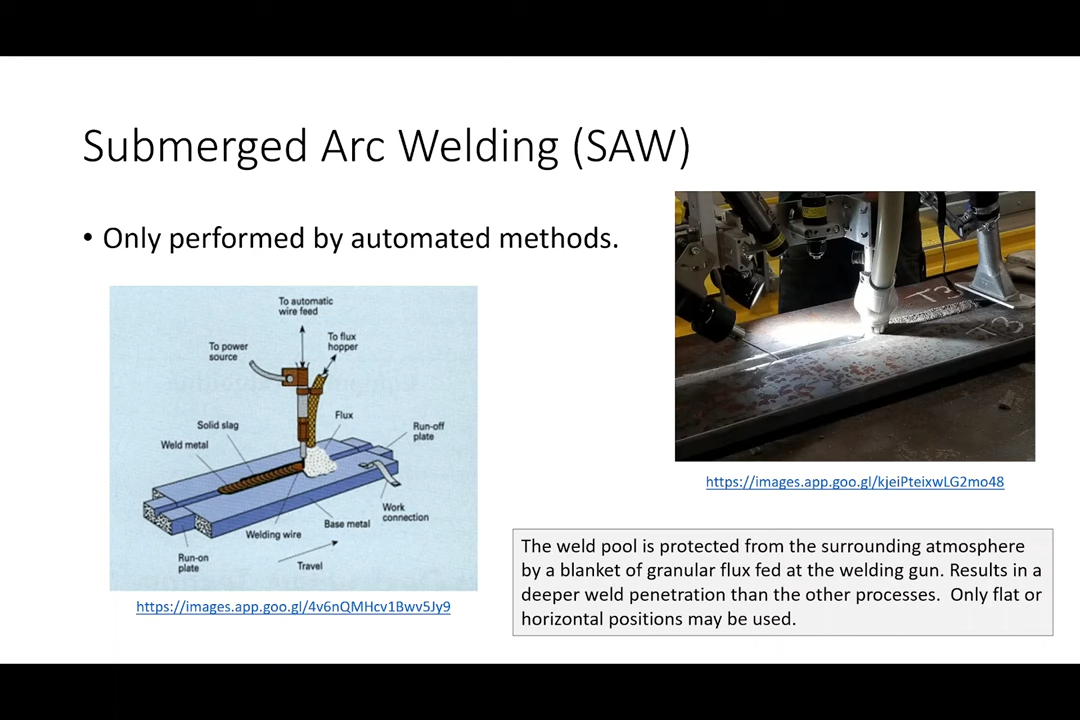 Submerged Arc Welding (SAW)
• Only performed by automated methods.
To automatic
wire feed
To flux
hopper
To power
source
Flux
Solid slag
Run-off
plate
Weld metal
Work
connection
Base metal
Welding wire
Run-on
plate
Travel
https://images.app.goo.gl/4v6nQMHcv1Bwv5Jy9
T3
T3
https://images.app.goo.gl/kjeiPteixwLG2mo48
The weld pool is protected from the surrounding atmosphere
by a blanket of granular flux fed at the welding gun. Results in a
deeper weld penetration than the other processes.  Only flat or
horizontal positions may be used.